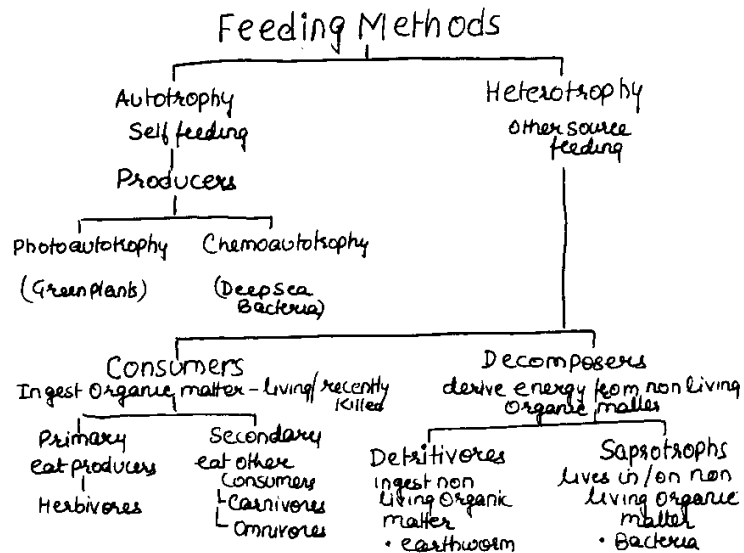 Feeding Methods
Autotrophy
Self feeding
Producers
Photoautotrophy
(Green plants)
Chemoautotrophy
(Deep sea
Bacteria)
Heterotrophy
other source
feeding
Consumers
Ingest Organic matter - living/recently
killed
Primary
eat producers
Herbivores
Secondary
eat other
Consumers
Carnivores
Omnivores
Decomposers
derive energy from non living
Organic matter
Detritivores
ingest non
living Organic
matter
• earthworm
Saprotrophs
lives in/on non
living organic
matter
• Bacteria